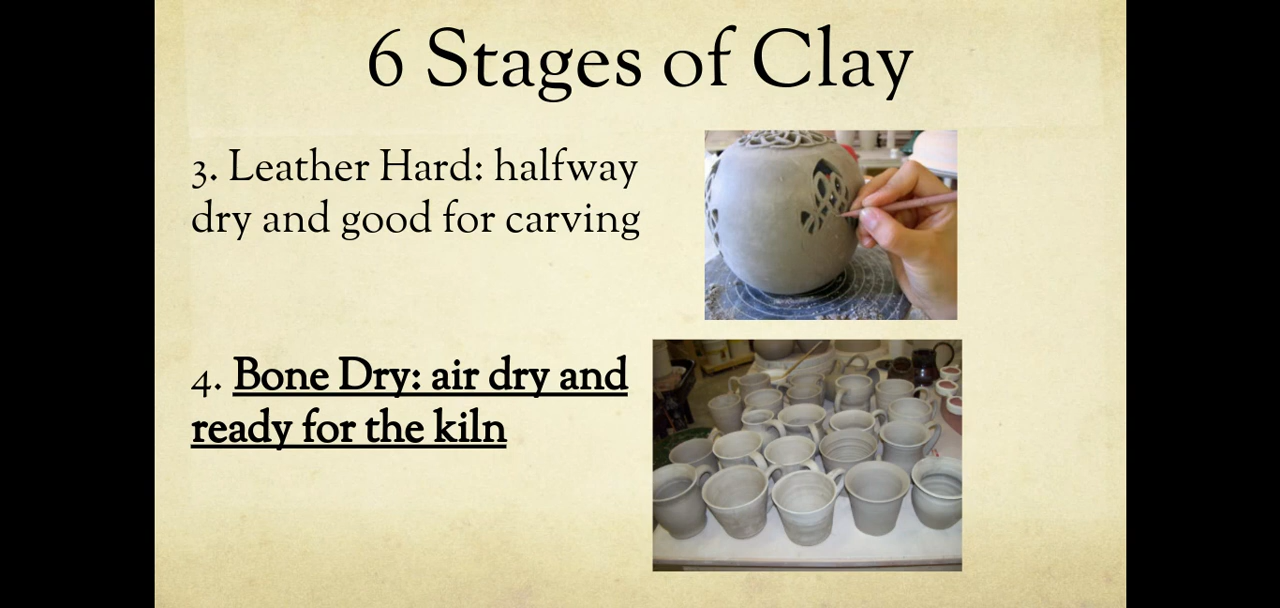 6 Stages of Clay
3. Leather Hard: halfway
dry and good for carving
4. Bone Dry: air dry and
ready for the kiln